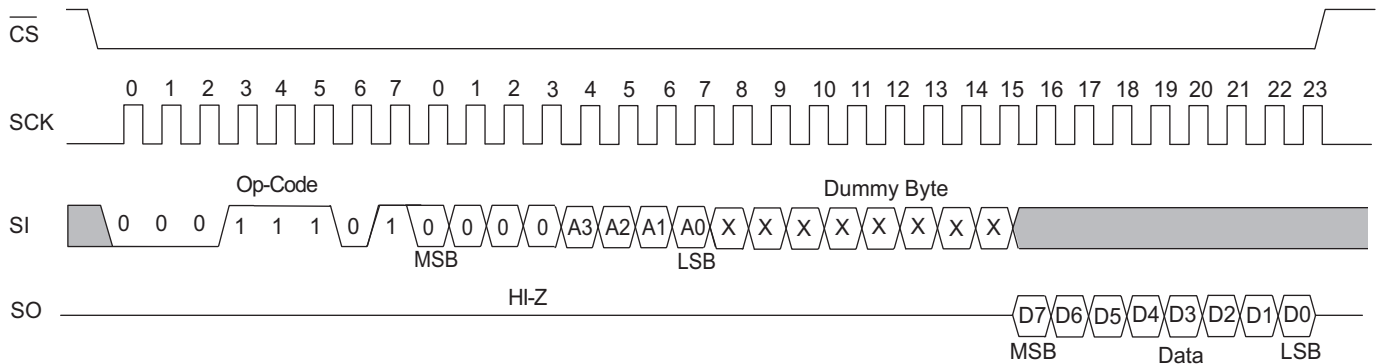 CS
0 1 2 3 4 5 6 7 0 1 2 3 4 5 6 7 8 9 10 11 12 13 14 15 16 17 18 19 20 21 22 23
SCK
Op-Code
Dummy Byte
SI
0 0 0 1 1 1 0 1 0 0 0 0 A3 A2 A1 A0 X X X X X X X X
MSB
LSB
HI-Z
SO
D7 D6 D5 D4 D3 D2 D1 D0
MSB
Data
LSB